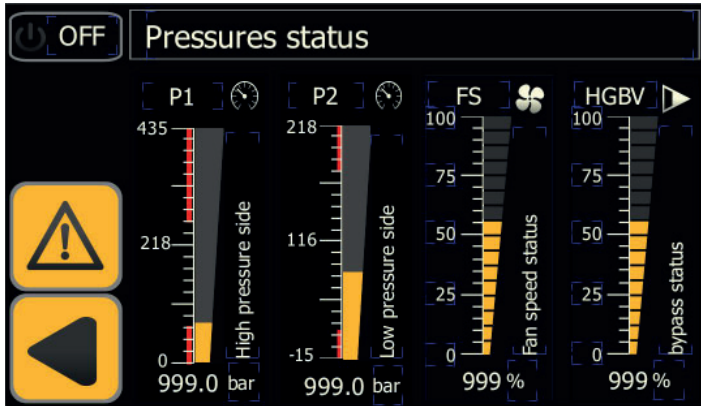 OFF
Pressures status
P1
P2
FS
HGBV
435
218
0
High pressure side
999.0 bar
218
116
-15
Low pressure side
999.0 bar
100
75
50
25
0
Fan speed status
999 %
100
75
50
25
0
bypass status
999 %